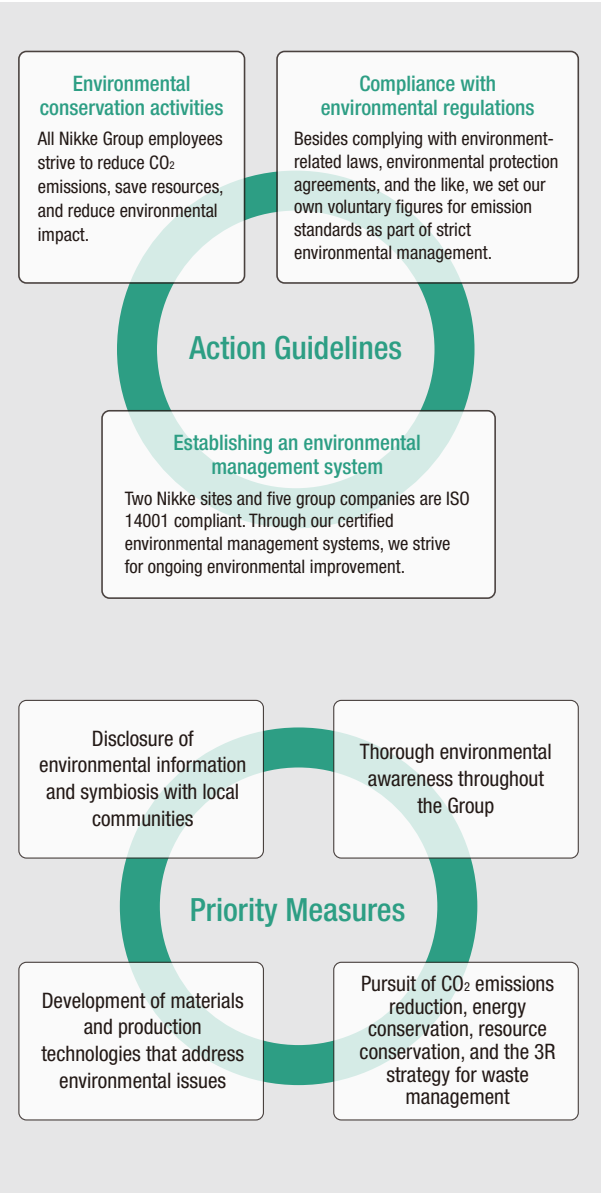 Environmental
conservation activities
All Nikke Group employees
strive to reduce CO₂
emissions, save resources,
and reduce environmental
impact.
Compliance with
environmental regulations
Besides complying with environment-
related laws, environmental protection
agreements, and the like, we set our
own voluntary figures for emission
standards as part of strict
environmental management.
Action Guidelines
Establishing an environmental
management system
Two Nikke sites and five group companies are ISO
14001 compliant. Through our certified
environmental management systems, we strive
for ongoing environmental improvement.
Disclosure of
environmental information
and symbiosis with local
communities
Thorough environmental
awareness throughout
the Group
Priority Measures
Development of materials
and production
technologies that address
environmental issues
Pursuit of CO₂ emissions
reduction, energy
conservation, resource
conservation, and the 3R
strategy for waste
management